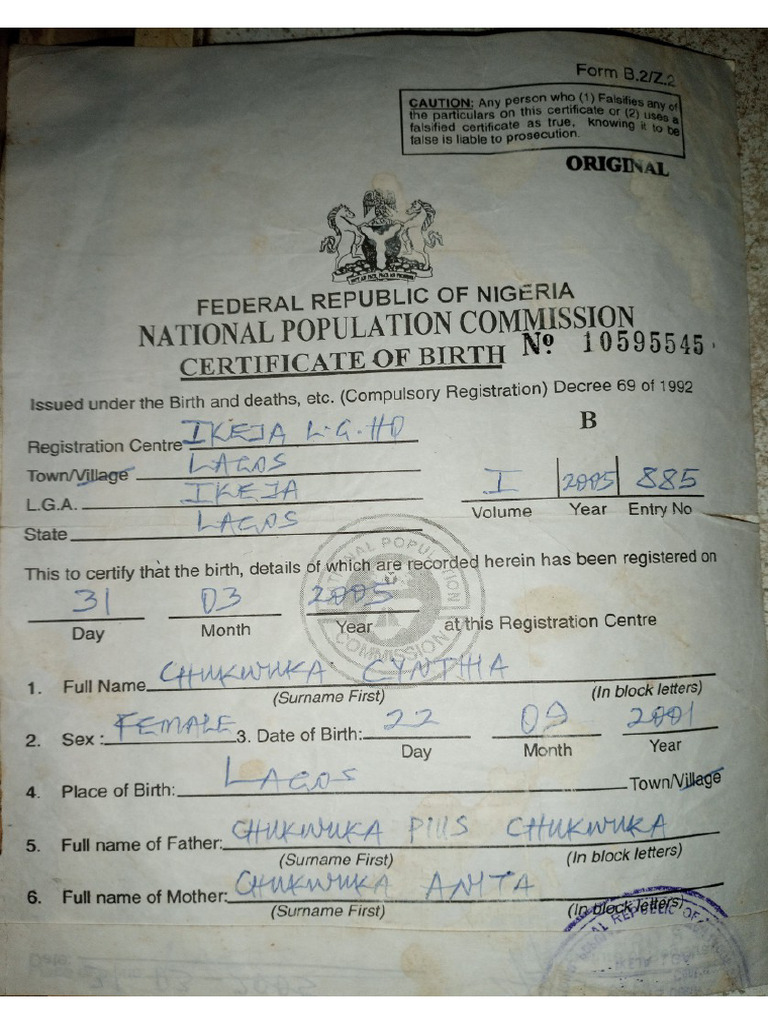 Form B.2/Z.2
CAUTION: Any person who (1) Falsifies any of
the particulars on this certificate or (2) uses a
falsified certificate as true, knowing it to be
false is liable to prosecution.
ORIGINAL
FEDERAL REPUBLIC OF NIGERIA
NATIONAL POPULATION COMMISSION
CERTIFICATE OF BIRTH Nº 10595545
Issued under the Birth and deaths, etc. (Compulsory Registration) Decree 69 of 1992
B
Registration Centre IKEJA L.G. HQ
Town/Village LAGOS
L.G.A. IKEJA
I 2005 885
Volume Year Entry No
State LAGOS
This to certify that the birth, details of which are recorded herein has been registered on
31 03 2005
Day Month Year at this Registration Centre
NATIONAL POPULATION COMMISSION
1. Full Name CHUKWUKA CYNTHIA
(Surname First) (In block letters)
2. Sex: FEMALE 3. Date of Birth: 22 09 2001
Day Month Year
4. Place of Birth: LAGOS Town/Village
5. Full name of Father: CHUKWUKA PIUS CHUKWUKA
(Surname First) (In block letters)
6. Full name of Mother: CHUKWUKA ANITA
(Surname First) (In block letters)
REPUBLIC OF